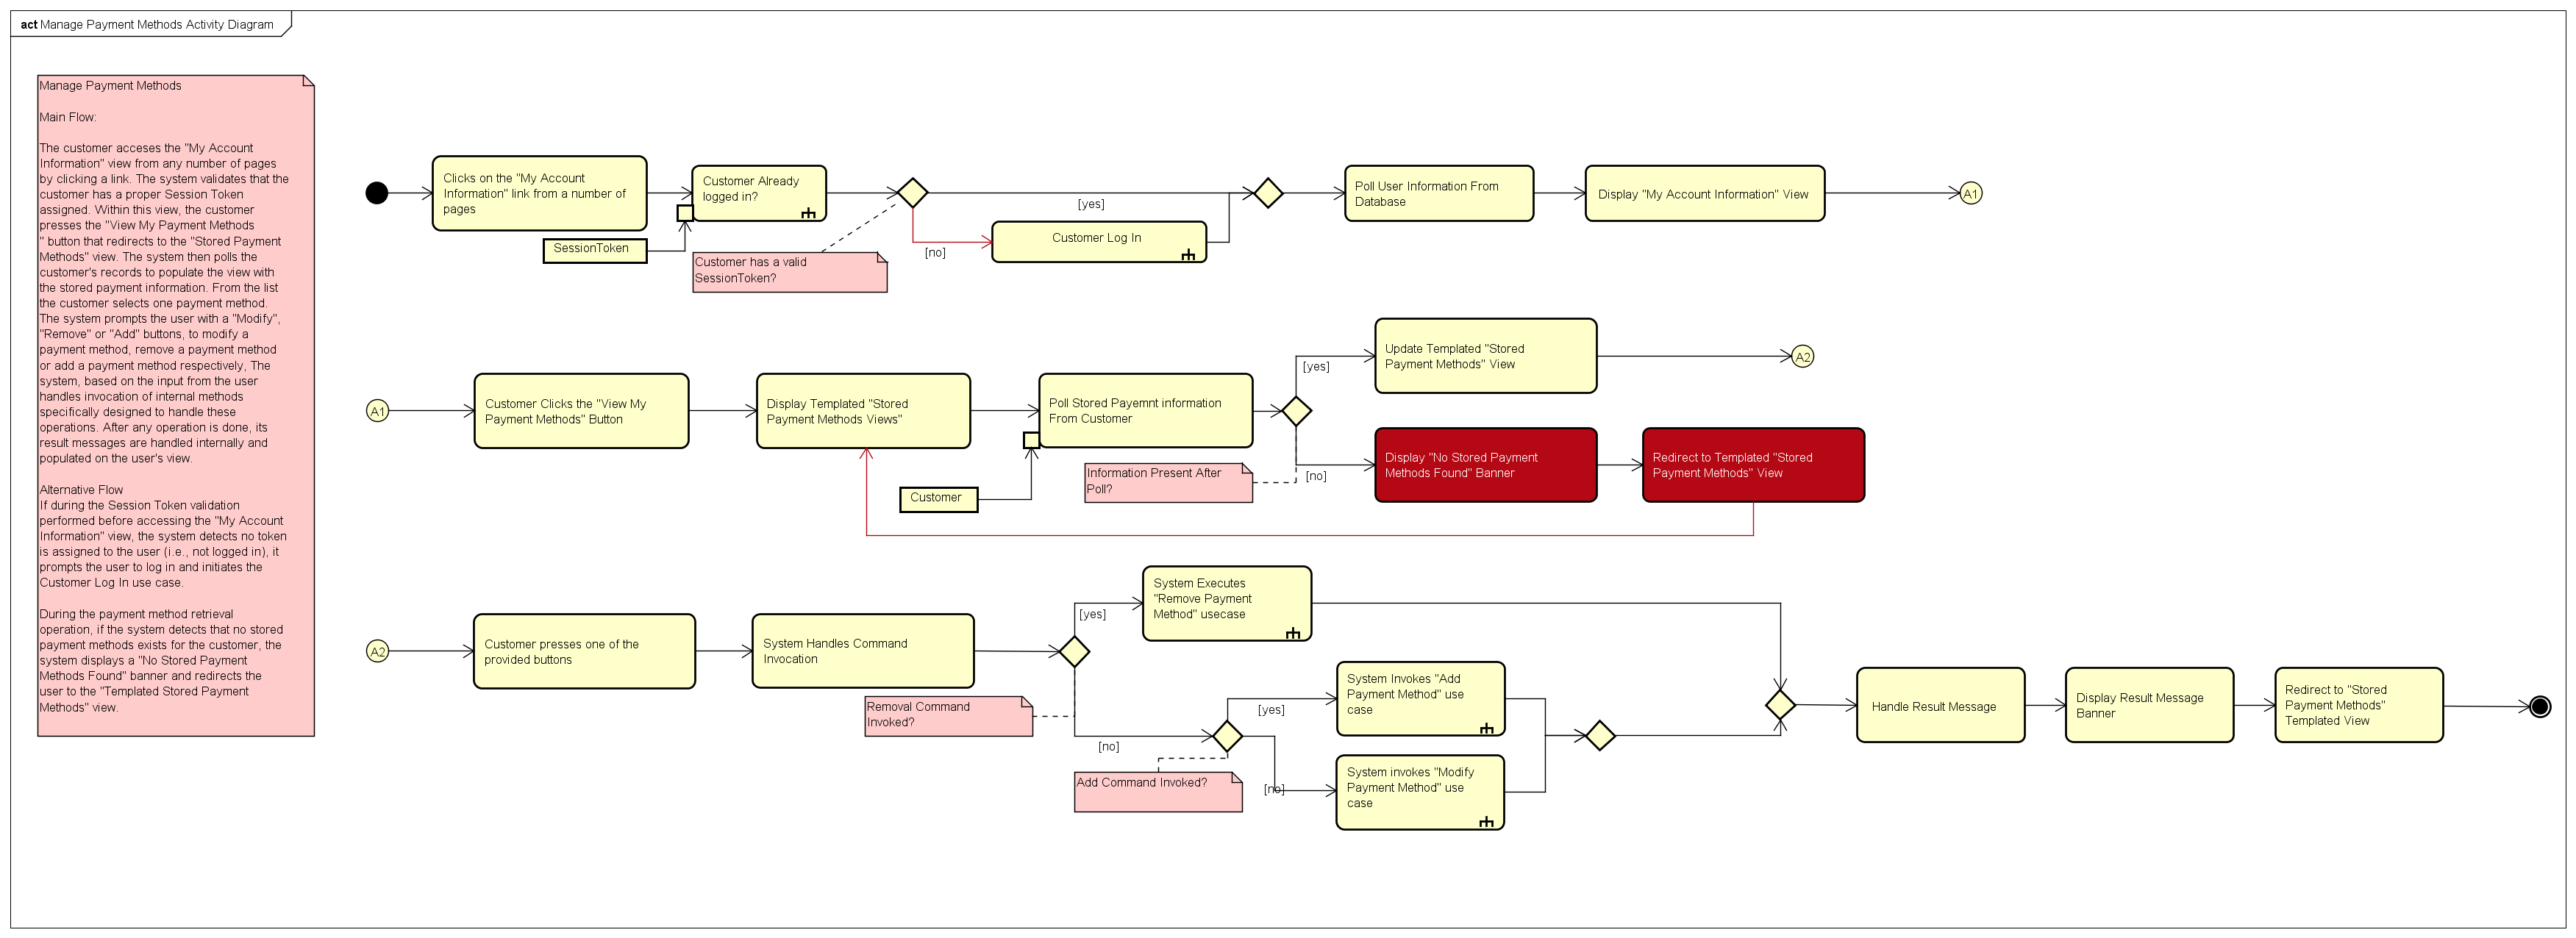 act Manage Payment Methods Activity Diagram
Manage Payment Methods
Main Flow:
The customer acceses the "My Account
Information" view from any number of pages
by clicking a link. The system validates that the
customer has a proper Session Token
assigned. Within this view, the customer
presses the "View My Payment Methods
" button that redirects to the "Stored Payment
Methods" view. The system then polls the
customer's records to populate the view with
the stored payment information. From the list
the customer selects one payment method.
The system prompts the user with a "Modify",
"Remove" or "Add" buttons, to modify a
payment method, remove a payment method
or add a payment method respectively, The
system, based on the input from the user
handles invocation of internal methods
specifically designed to handle these
operations. After any operation is done, its
result messages are handled internally and
populated on the user's view.
Alternative Flow
If during the Session Token validation
performed before accessing the "My Account
Information" view, the system detects no token
is assigned to the user (i.e., not logged in), it
prompts the user to log in and initiates the
Customer Log In use case.
During the payment method retrieval
operation, if the system detects that no stored
payment methods exists for the customer, the
system displays a "No Stored Payment
Methods Found" banner and redirects the
user to the "Templated Stored Payment
Methods" view.
Clicks on the "My Account
Information" link from a number of
pages
SessionToken
Customer Already
logged in?
Customer has a valid
SessionToken?
[yes]
[no]
Customer Log In
Poll User Information From
Database
Display "My Account Information" View
A1
A1
Customer Clicks the "View My
Payment Methods" Button
Display Templated "Stored
Payment Methods Views"
Poll Stored Payemnt information
From Customer
Customer
Information Present After
Poll?
[yes]
[no]
Update Templated "Stored
Payment Methods" View
A2
Display "No Stored Payment
Methods Found" Banner
Redirect to Templated "Stored
Payment Methods" View
A2
Customer presses one of the
provided buttons
System Handles Command
Invocation
Removal Command
Invoked?
[yes]
[no]
System Executes
"Remove Payment
Method" usecase
Add Command Invoked?
[yes]
[no]
System Invokes "Add
Payment Method" use
case
System invokes "Modify
Payment Method" use
case
Handle Result Message
Display Result Message
Banner
Redirect to "Stored
Payment Methods"
Templated View